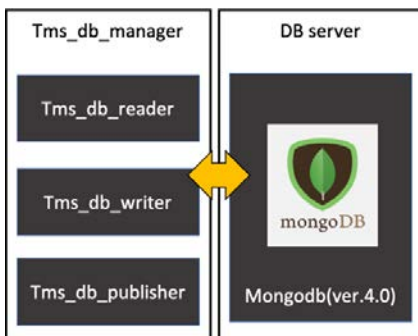 Tms_db_manager
Tms_db_reader
Tms_db_writer
Tms_db_publisher
DB server
mongoDB
Mongodb(ver.4.0)